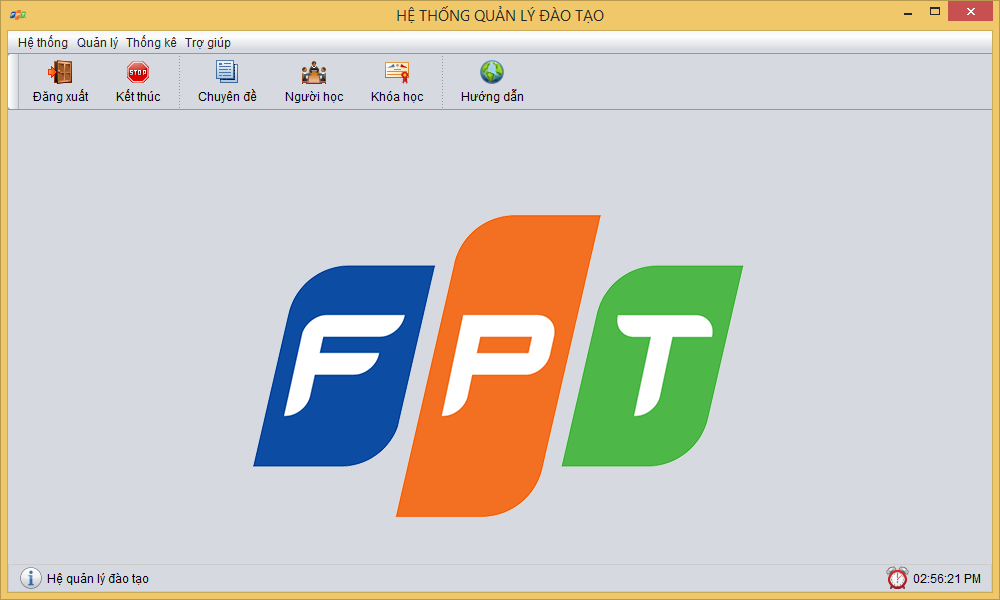 HỆ THỐNG QUẢN LÝ ĐÀO TẠO
Hệ thống Quản lý Thống kê Trợ giúp
STOP
Đăng xuất Kết thúc Chuyên đề Người học Khóa học Hướng dẫn
FPT
Hệ quản lý đào tạo 02:56:21 PM